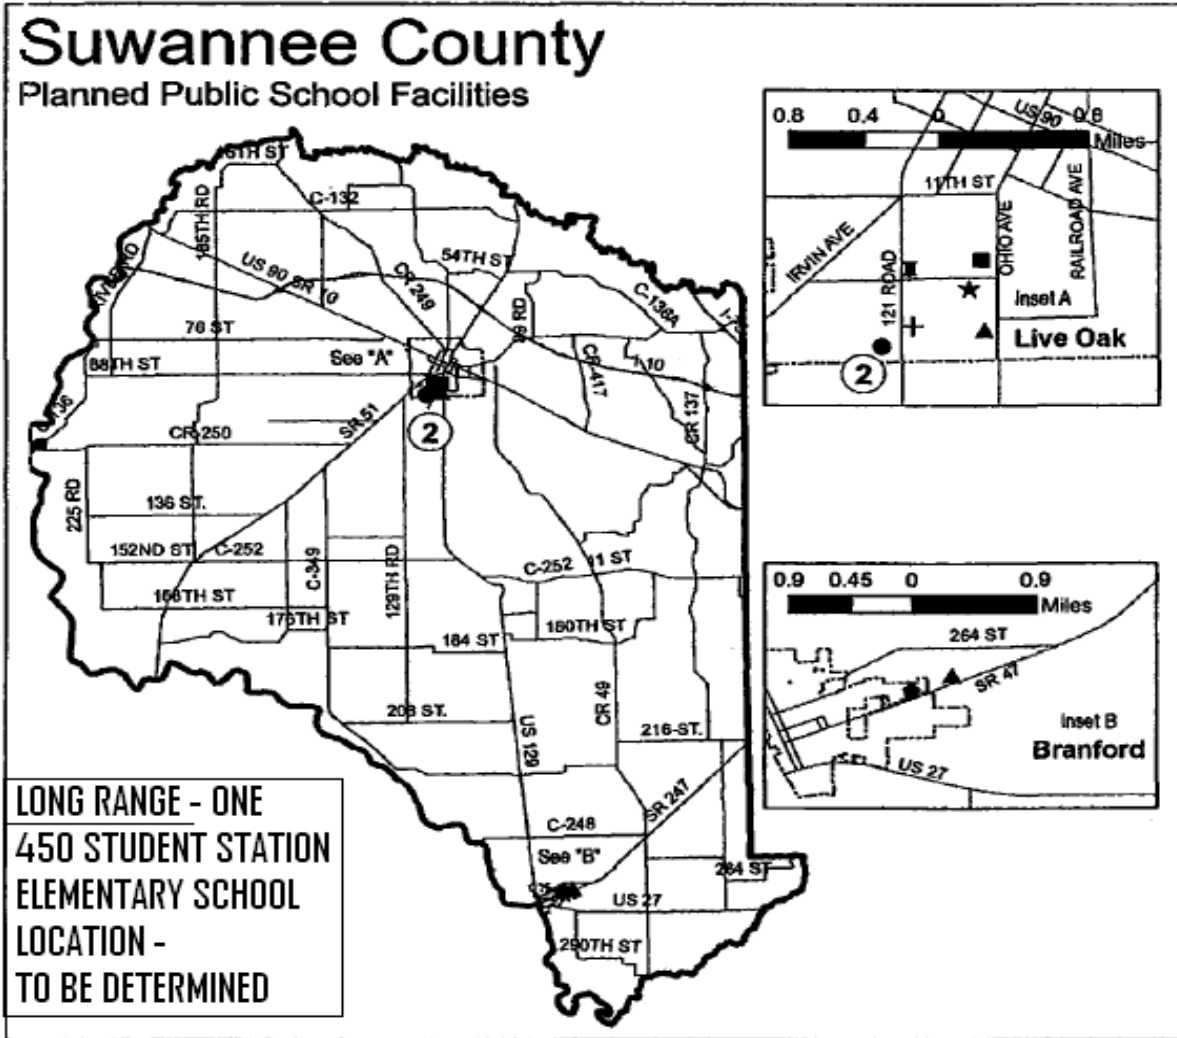 Suwannee County
Planned Public School Facilities
61TH ST
185TH RD
C-132
US 90 SR 10
CR 249
54TH ST
C-136A
I-75
76 ST
88TH ST
See "A"
CR 417
I-10
CR 137
SR 51
CR 250
2
225 RD
136 ST.
152ND ST
C-252
C-349
129TH RD
C-252
176TH ST
184 ST
180TH ST
CR 49
208 ST.
US 129
216 ST.
SR 247
C-248
See "B"
US 27
290TH ST
0.8 0.4 0 0.8
Miles
US 90
11TH ST
IRVIN AVE
121 ROAD
OHIO AVE
RAILROAD AVE
Inset A
Live Oak
2
0.9 0.45 0 0.9
Miles
264 ST
SR 47
Inset B
Branford
US 27
LONG RANGE - ONE
450 STUDENT STATION
ELEMENTARY SCHOOL
LOCATION -
TO BE DETERMINED